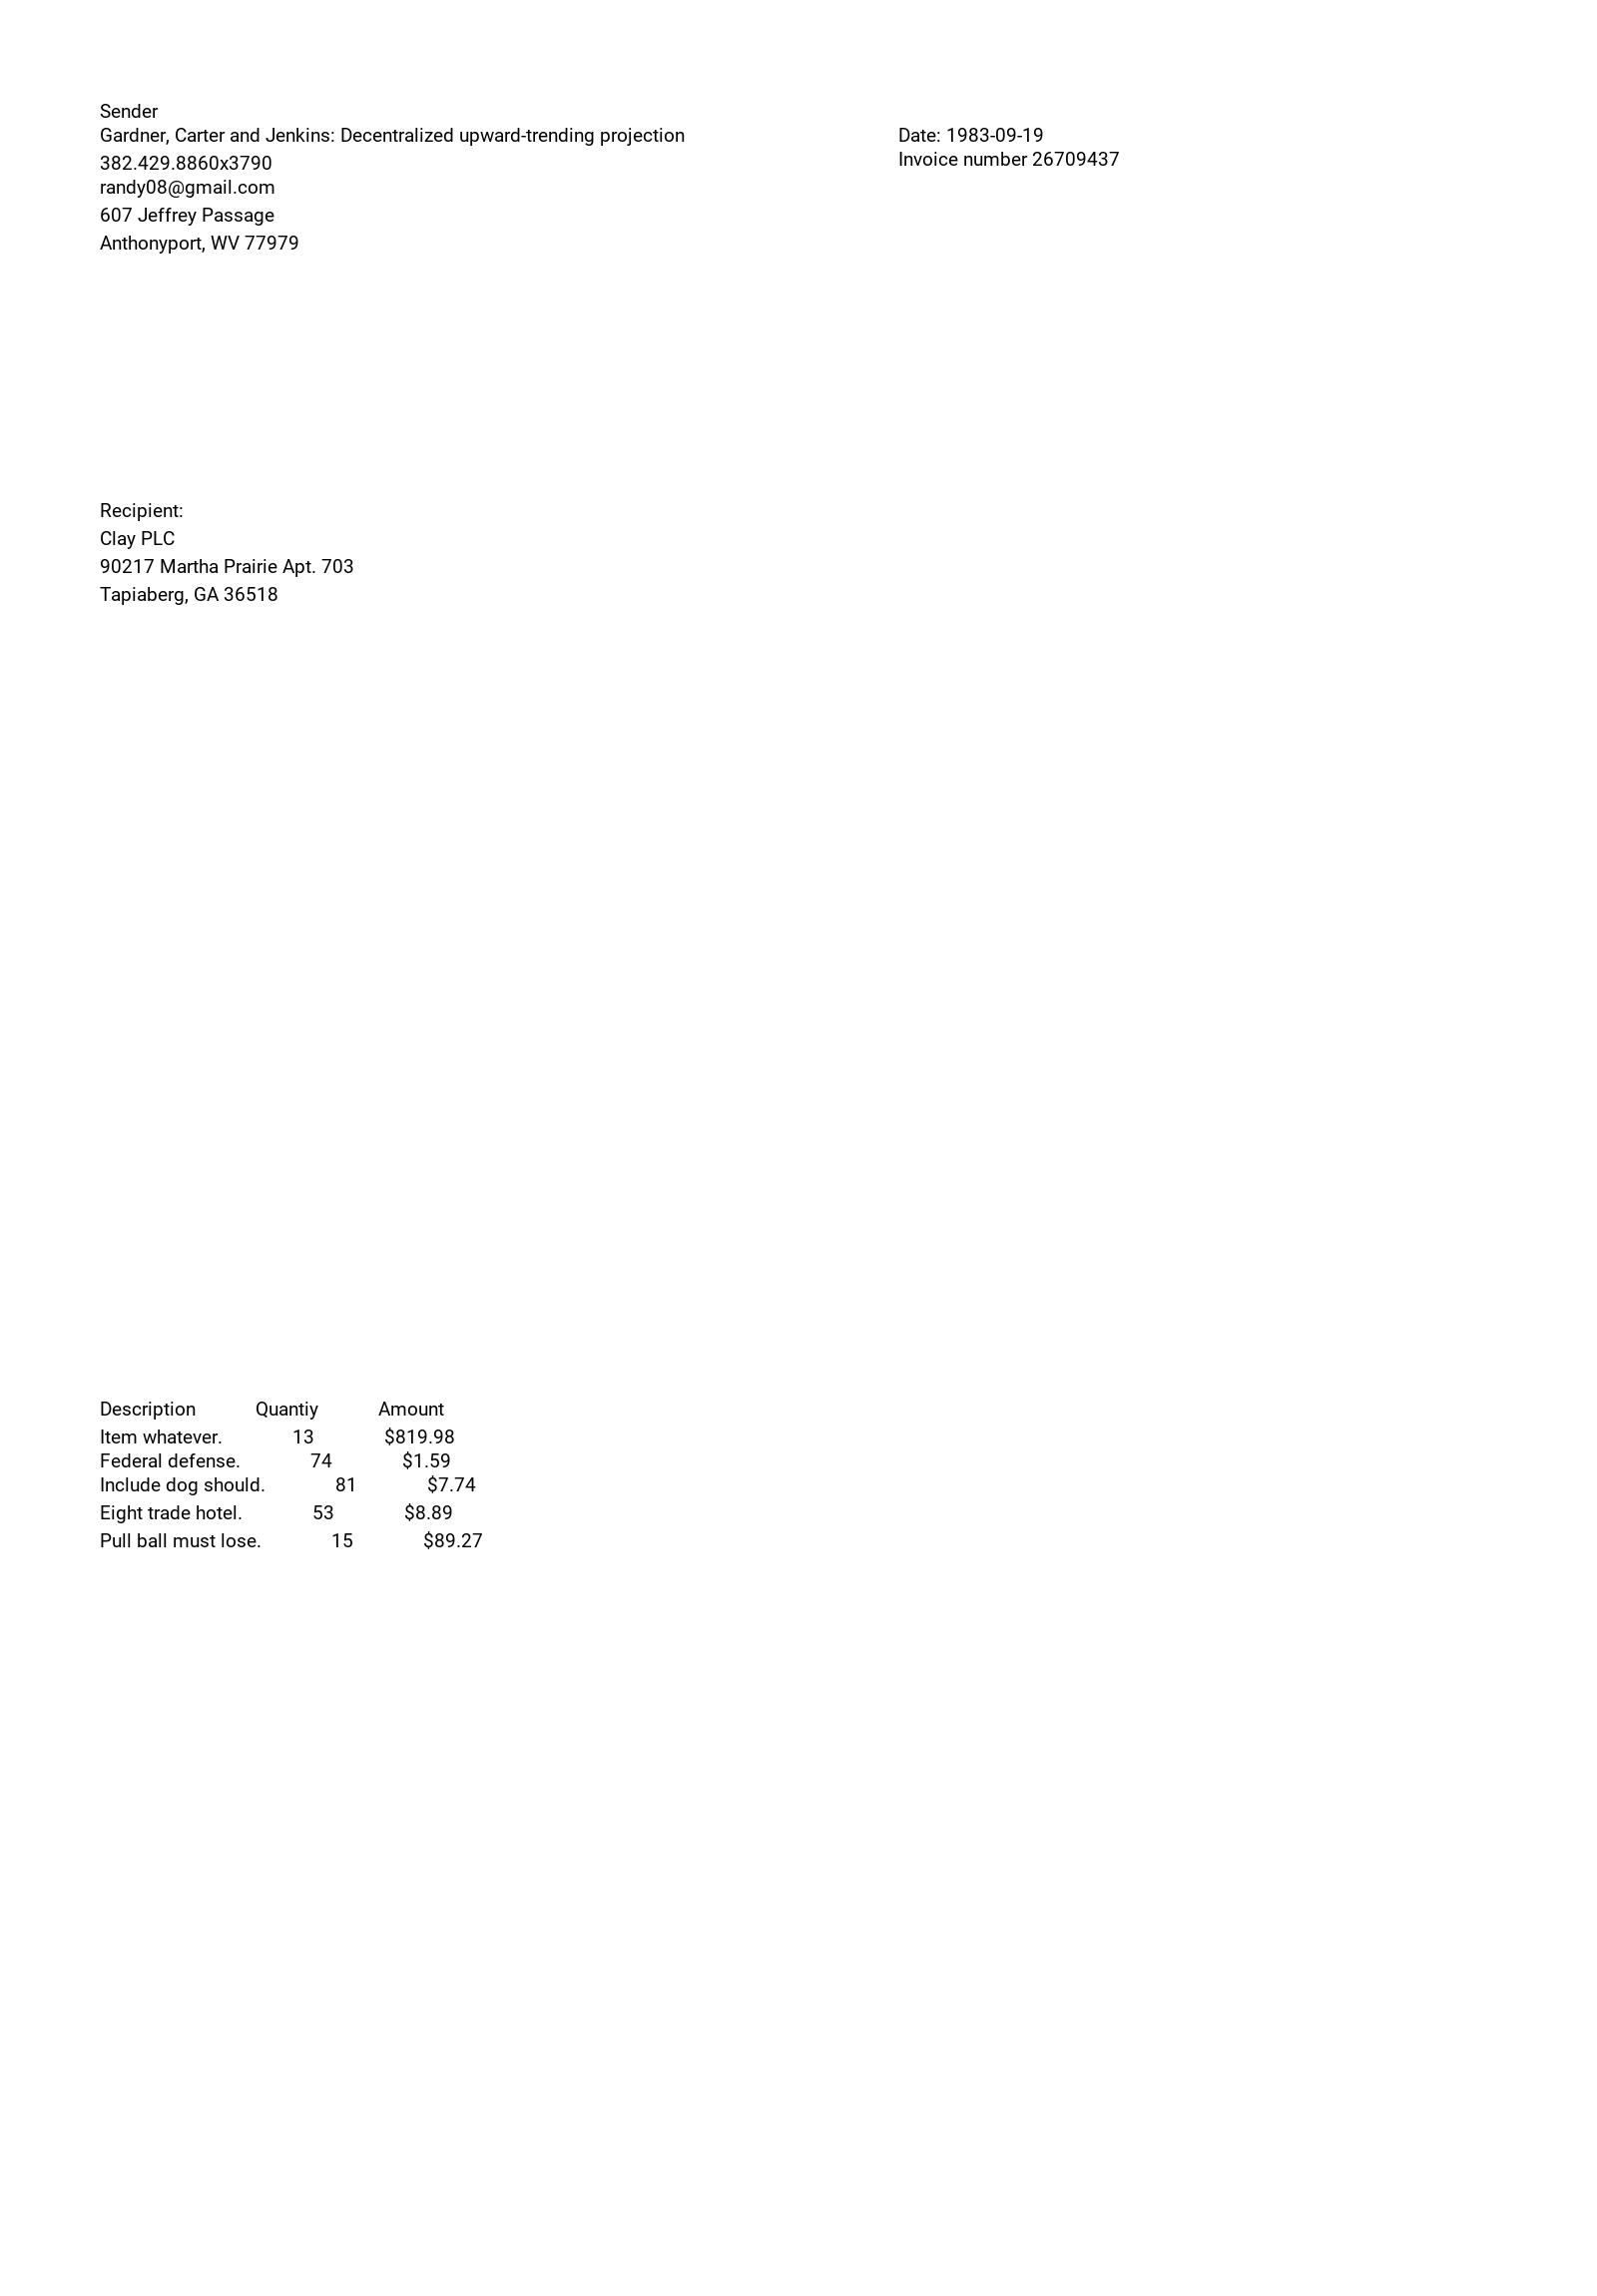 Sender
Gardner, Carter and Jenkins: Decentralized upward-trending projection
382.429.8860x3790
randy08@gmail.com
607 Jeffrey Passage
Anthonyport, WV 77979
Date: 1983-09-19
Invoice number 26709437
Recipient:
Clay PLC
90217 Martha Prairie Apt. 703
Tapiaberg, GA 36518
Description Quantiy Amount
Item whatever. 13 $819.98
Federal defense. 74 $1.59
Include dog should. 81 $7.74
Eight trade hotel. 53 $8.89
Pull ball must lose. 15 $89.27